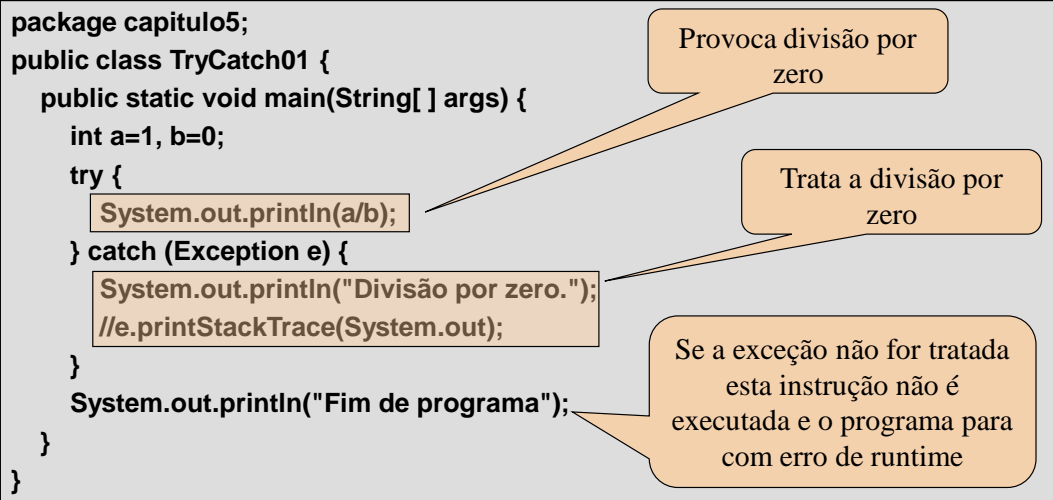 package capitulo5;
public class TryCatch01 {
public static void main(String[ ] args) {
int a=1, b=0;
try {
System.out.println(a/b);
} catch (Exception e) {
System.out.println("Divisão por zero.");
//e.printStackTrace(System.out);
}
System.out.println("Fim de programa");
}
}
Provoca divisão por
zero
Trata a divisão por
zero
Se a exceção não for tratada
esta instrução não é
executada e o programa para
com erro de runtime